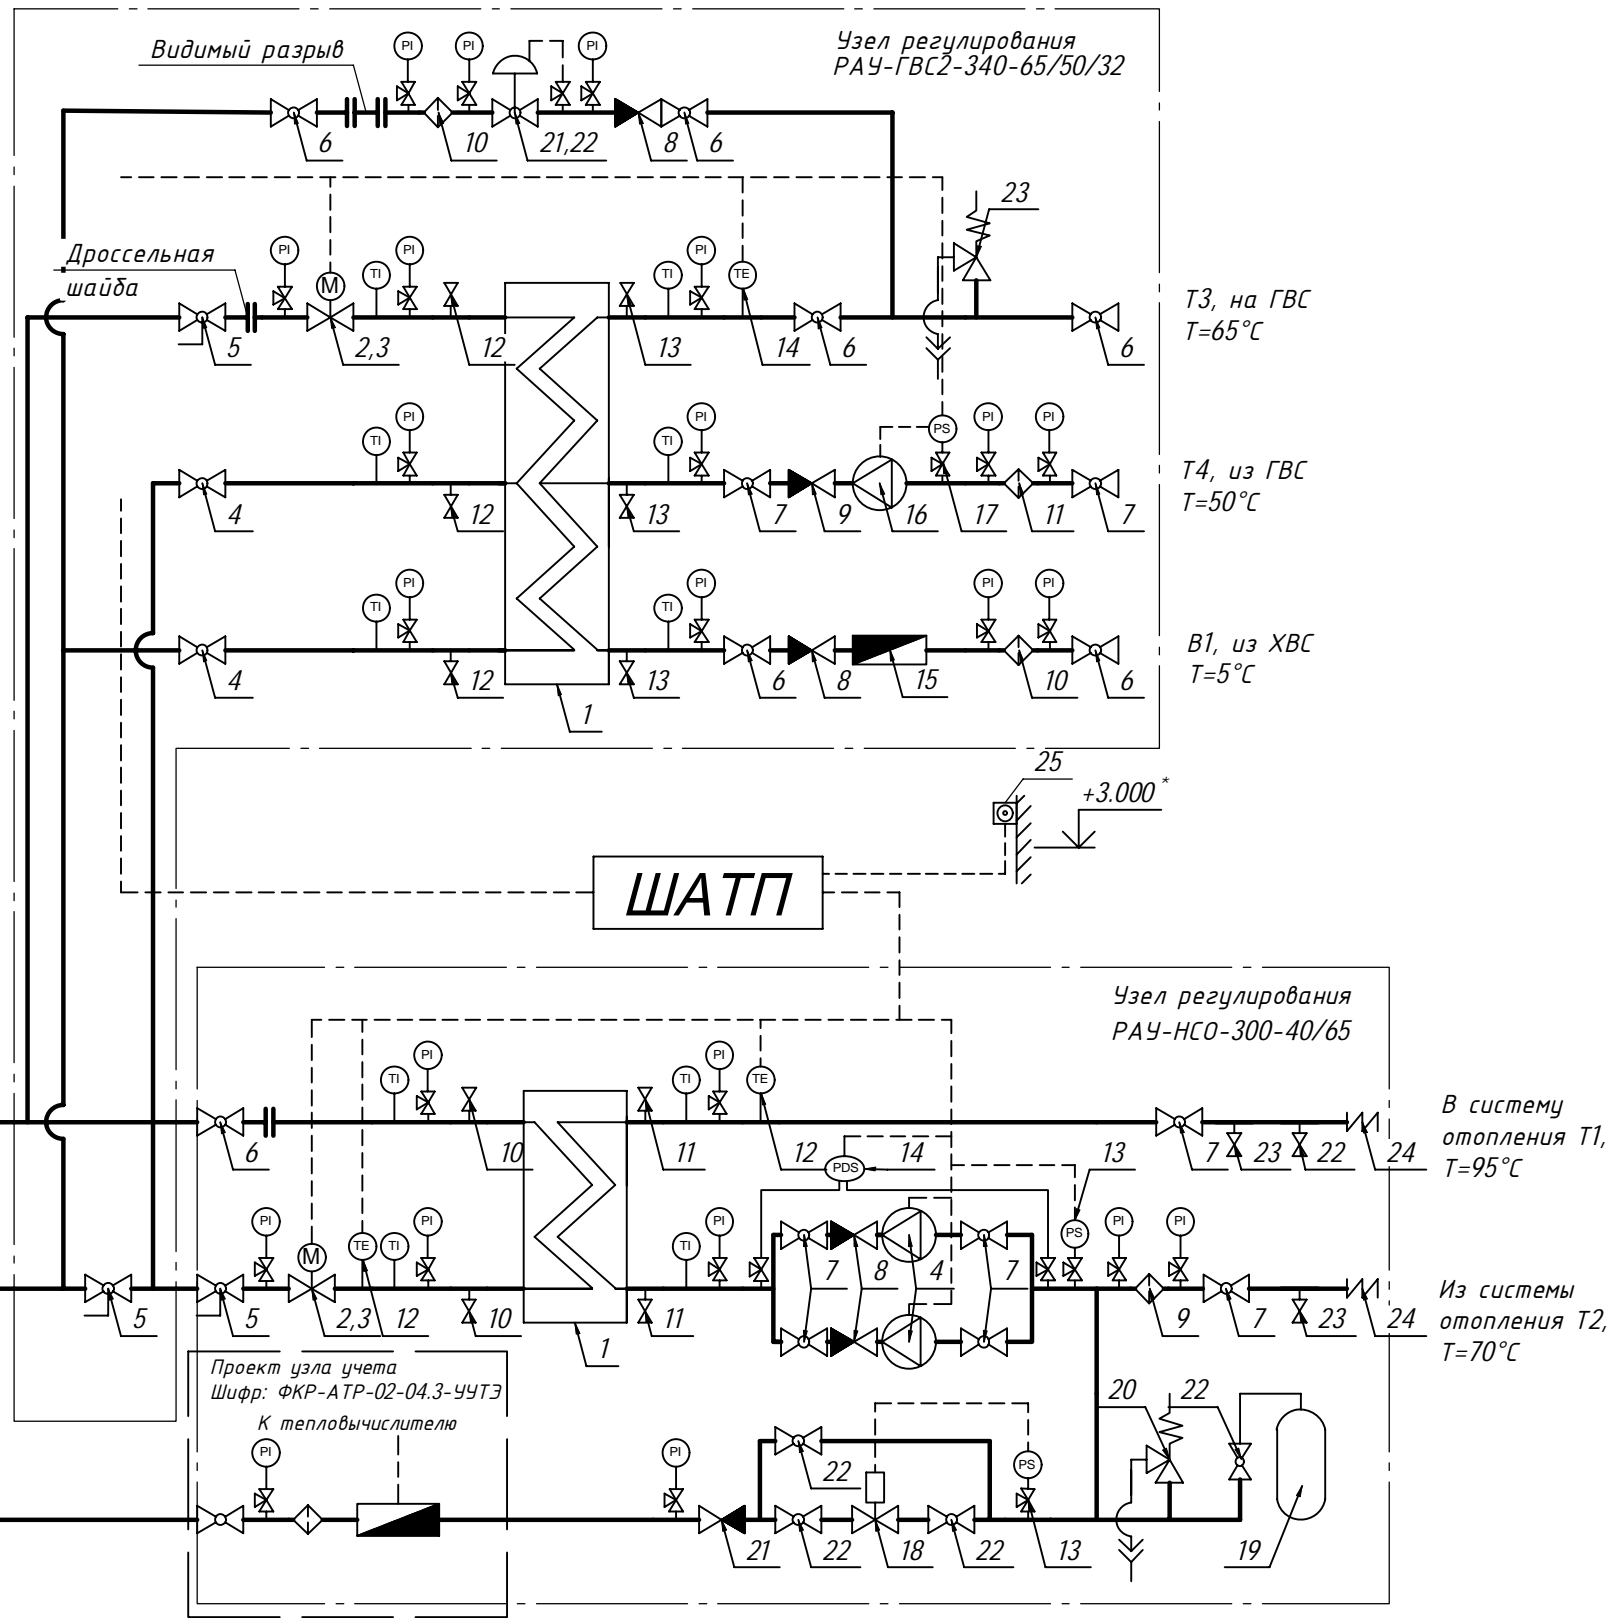 Видимый разрыв
PI
PI
PI
Узел регулирования
РАУ-ГВС2-340-65/50/32
6
10
21,22
8
6
23
Дроссельная
шайба
PI
M
TI
PI
TI
PI
TE
5
2,3
12
13
14
6
6
Т3, на ГВС
Т=65°С
TI
PI
TI
PI
PS
PI
PI
4
12
13
7
9
16
17
11
7
Т4, из ГВС
Т=50°С
TI
PI
TI
PI
PI
PI
4
12
13
6
8
15
10
6
В1, из ХВС
Т=5°С
1
25
+3.000*
ШАТП
Узел регулирования
РАУ-НСО-300-40/65
TI
PI
TI
PI
TE
6
10
11
12
PDS
14
13
7
23
22
24
В систему
отопления Т1,
Т=95°С
PI
M
TE
TI
PI
TI
PI
PS
PI
PI
7
8
4
7
5
5
2,3
12
10
11
9
7
23
24
Из системы
отопления Т2,
Т=70°С
1
Проект узла учета
Шифр: ФКР-АТР-02-04.3-УУТЭ
К тепловычислителю
20
22
PI
PI
22
PS
21
22
18
22
13
19